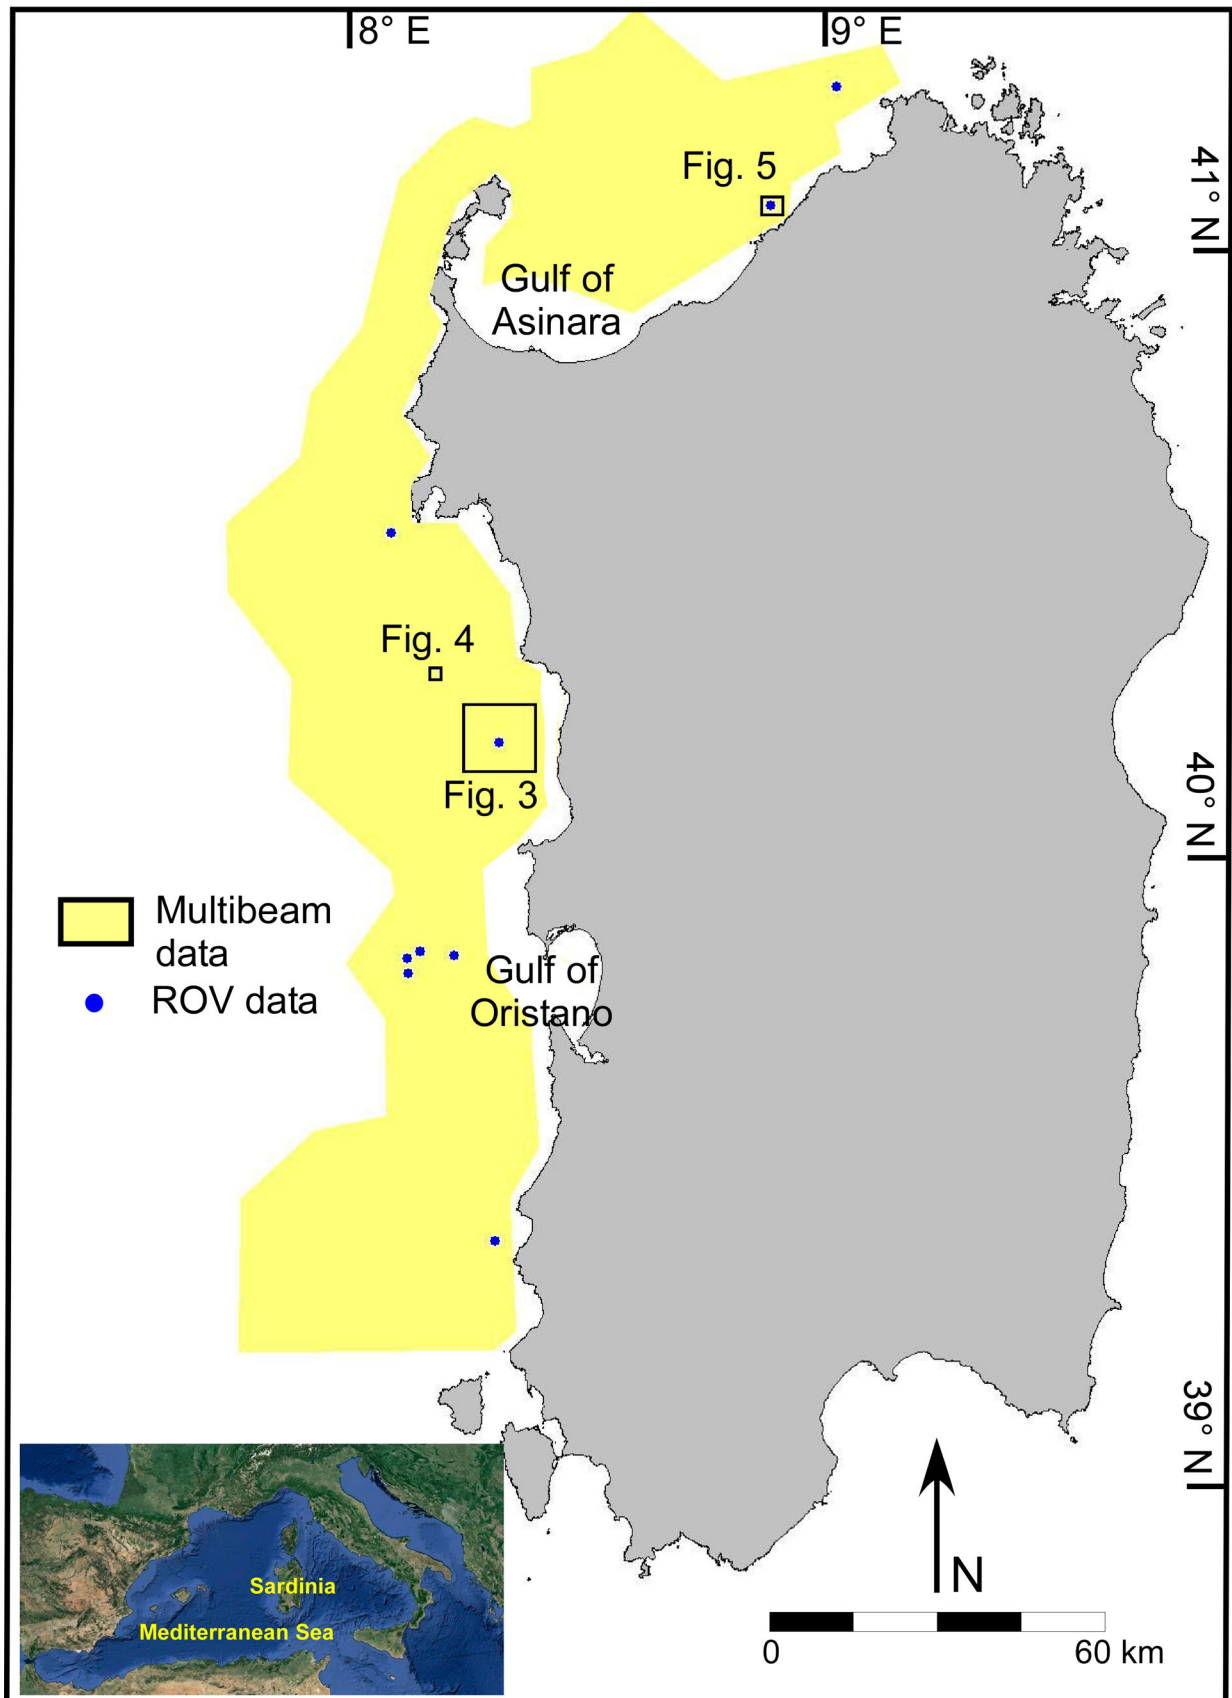 8° E
9° E
Fig. 5
41° N
Gulf of
Asinara
Fig. 4
Fig. 3
40° N
Multibeam
data
ROV data
Gulf of
Oristano
39° N
Sardinia
Mediterranean Sea
N
0
60 km